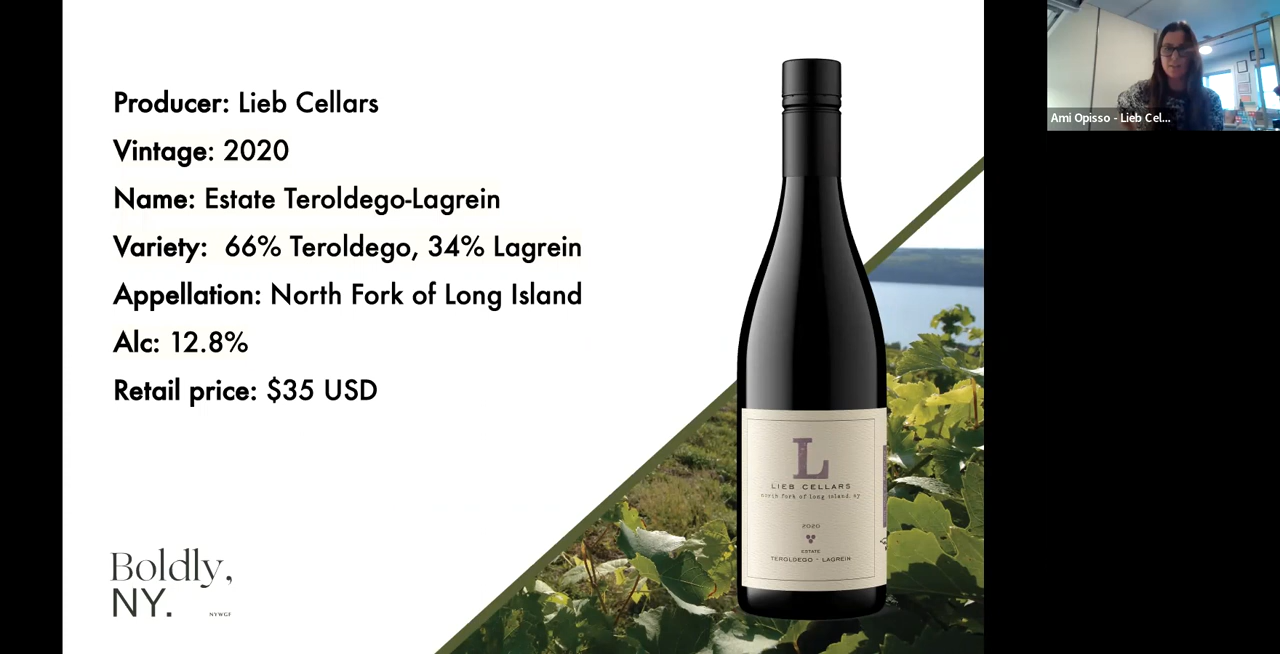 Producer: Lieb Cellars
Vintage: 2020
Name: Estate Teroldego-Lagrein
Variety: 66% Teroldego, 34% Lagrein
Appellation: North Fork of Long Island
Alc: 12.8%
Retail price: $35 USD
Boldly,
NY.
NYWGF
L
LIEB CELLARS
north fork of long island, ny
2020
ESTATE
TEROLDEGO - LAGREIN
Ami Opisso - Lieb Cel...